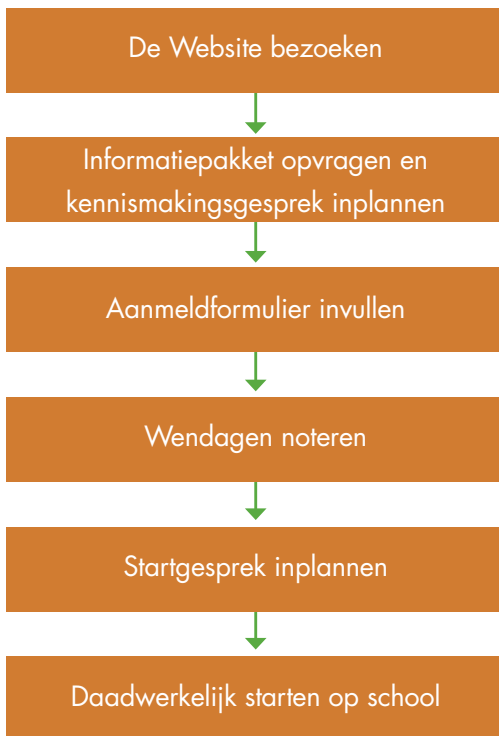 De Website bezoeken
Informatiepakket opvragen en
kennismakingsgesprek inplannen
Aanmeldformulier invullen
Wendagen noteren
Startgesprek inplannen
Daadwerkelijk starten op school